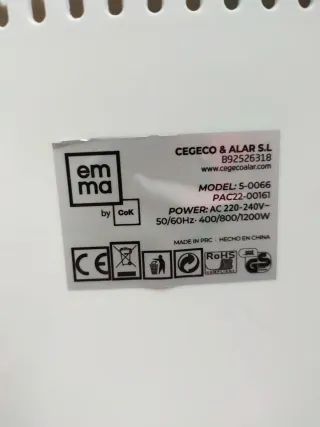 em
ma
by CoK
CEGECO & ALAR S.L
B92526318
www.cegecoalar.com
MODEL: 5-0066
PAC22-00161
POWER: AC 220-240V~
50/60Hz· 400/800/1200W
MADE IN PRC · HECHO EN CHINA
CE
RoHS
GS